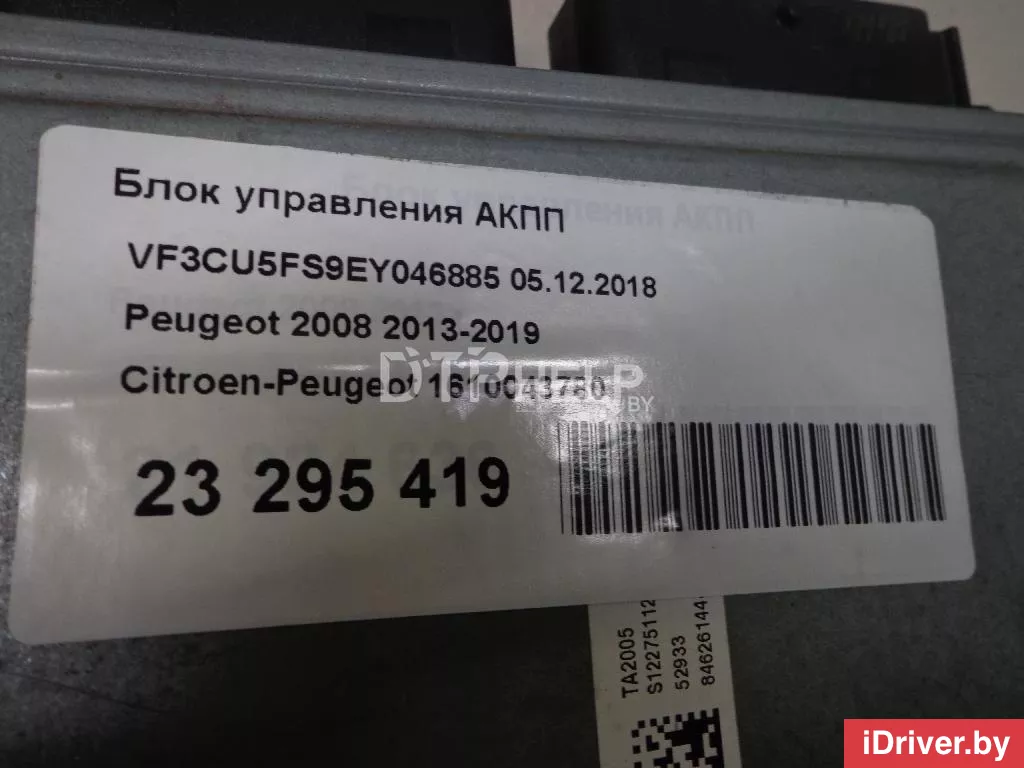 Блок управления АКПП
VF3CU5FS9EY046885 05.12.2018
Peugeot 2008 2013-2019
Citroen-Peugeot 1610043780
23 295 419
TA2005
S12275112
52933
84626144
iDriver.by